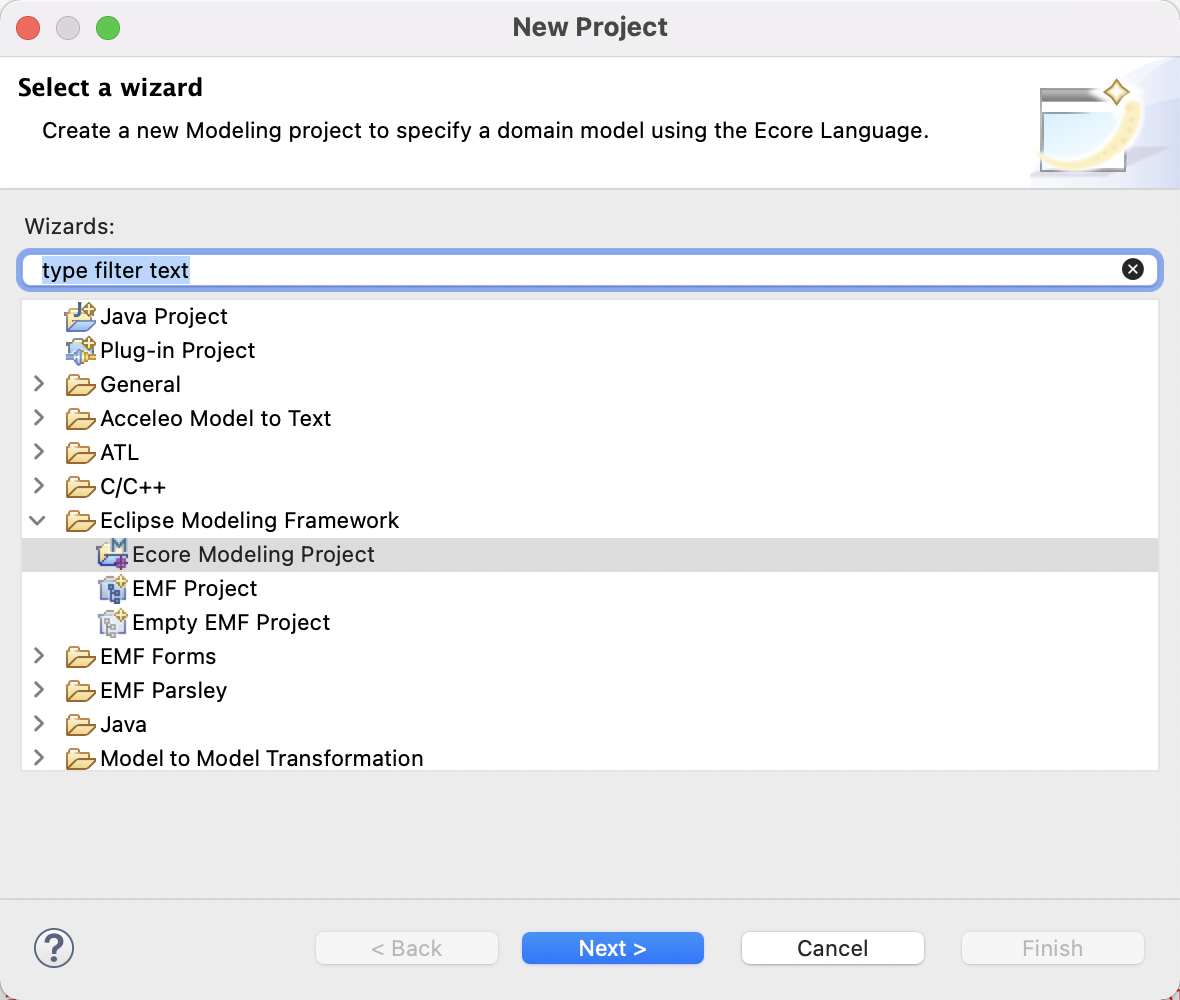 New Project
Select a wizard
Create a new Modeling project to specify a domain model using the Ecore Language.
Wizards:
type filter text
Java Project
Plug-in Project
General
Acceleo Model to Text
ATL
C/C++
Eclipse Modeling Framework
Ecore Modeling Project
EMF Project
Empty EMF Project
EMF Forms
EMF Parsley
Java
Model to Model Transformation
?
< Back
Next >
Cancel
Finish